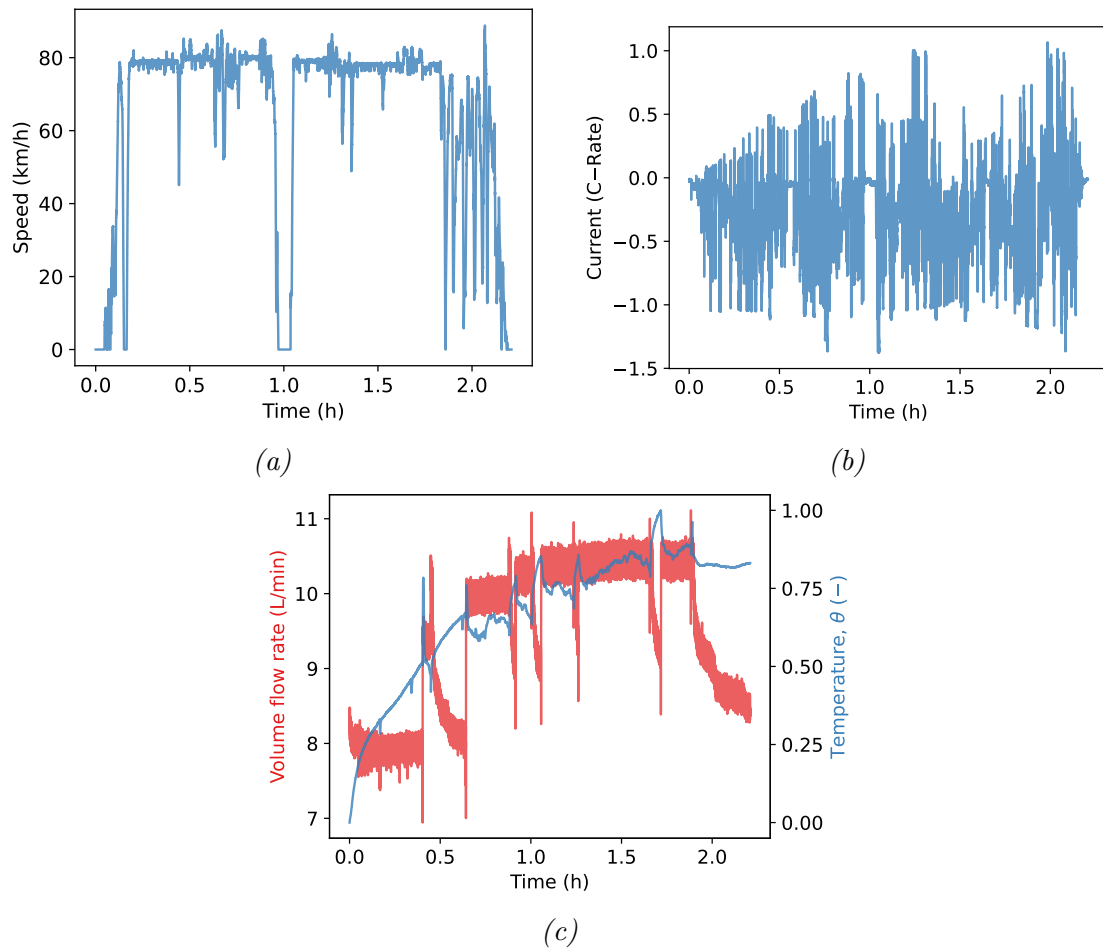 80
60
40
20
0
Speed (km/h)
0.0 0.5 1.0 1.5 2.0
Time (h)
(a)
1.0
0.5
0.0
−0.5
−1.0
−1.5
Current (C−Rate)
0.0 0.5 1.0 1.5 2.0
Time (h)
(b)
11
10
9
8
7
Volume flow rate (L/min)
1.00
0.75
0.50
0.25
0.00
Temperature, θ (−)
0.0 0.5 1.0 1.5 2.0
Time (h)
(c)